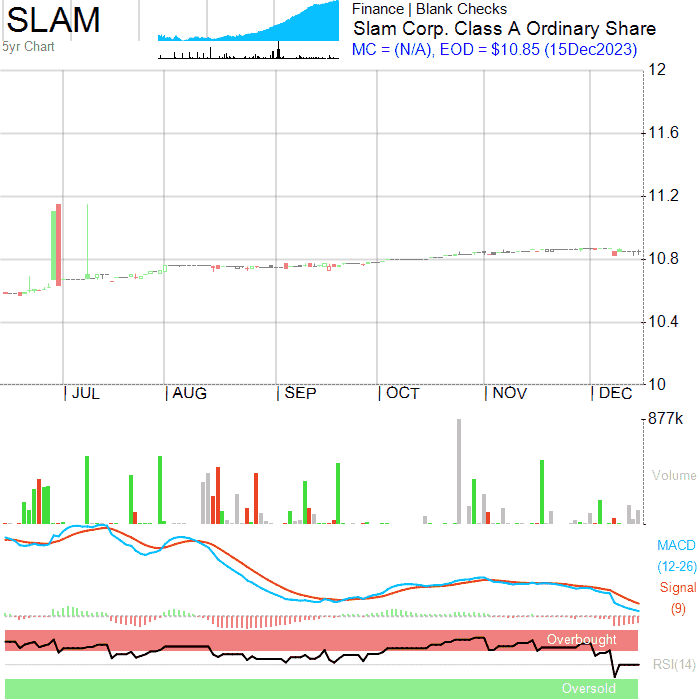 SLAM
5yr Chart
Finance | Blank Checks
Slam Corp. Class A Ordinary Share
MC = (N/A), EOD = $10.85 (15Dec2023)
12
11.6
11.2
10.8
10.4
10
JUL
AUG
SEP
OCT
NOV
DEC
877k
Volume
MACD
(12-26)
Signal
(9)
Overbought
RSI(14)
Oversold